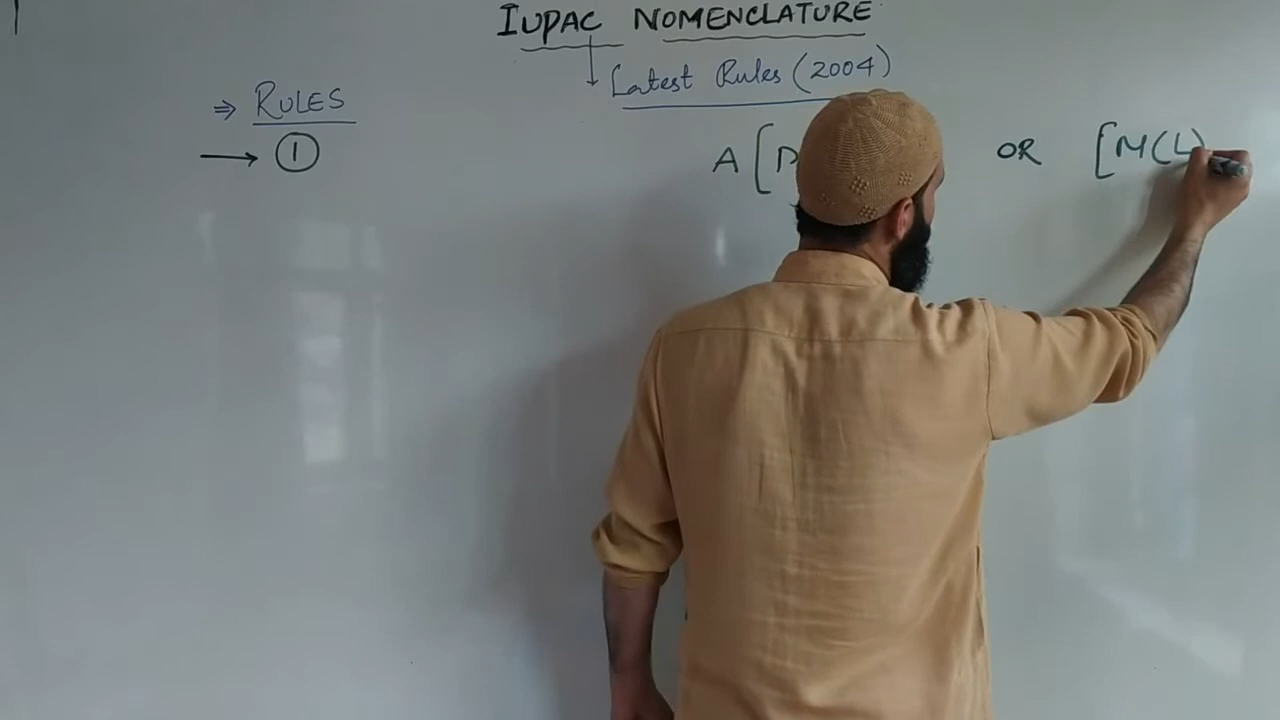 IUPAC NOMENCLATURE
↓ Latest Rules (2004)
⇒ RULES
→ ①
A [ OR [M(L)